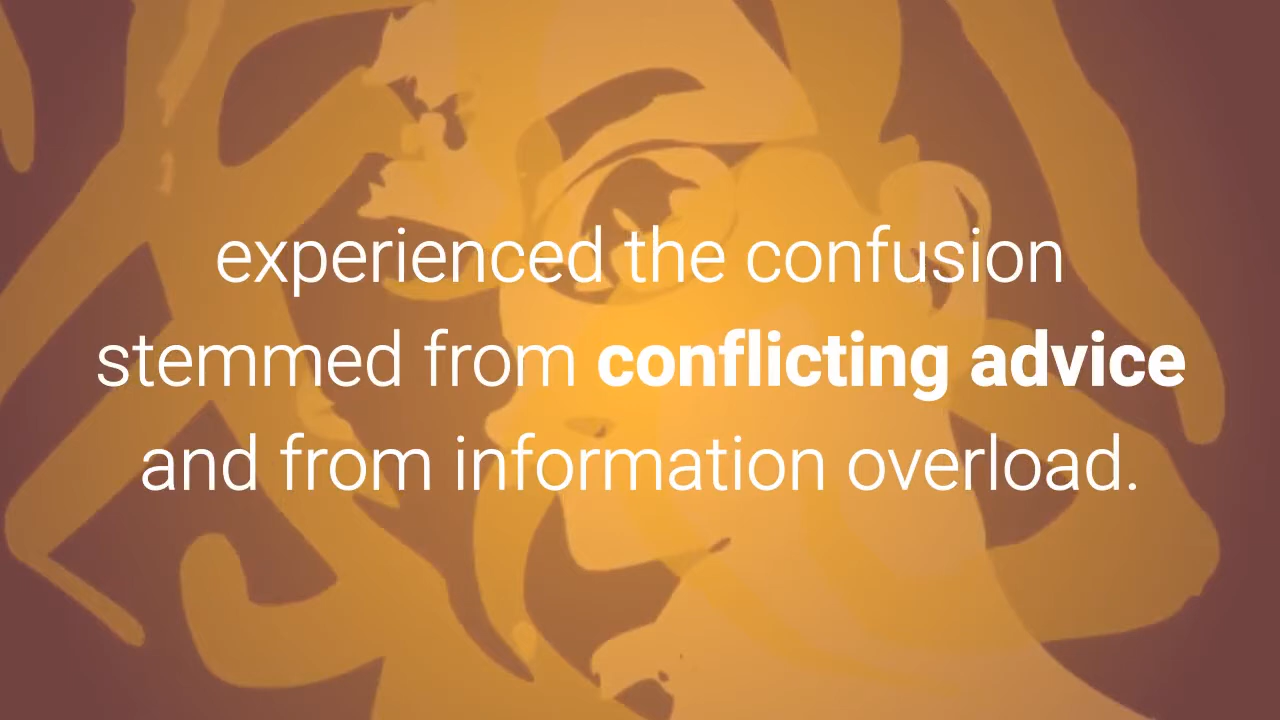 experienced the confusion
stemmed from conflicting advice
and from information overload.